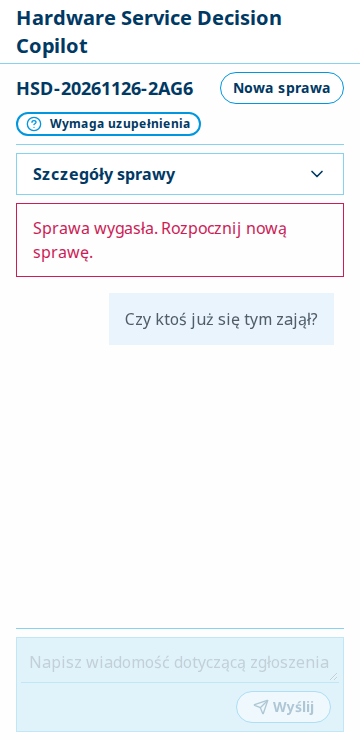 Hardware Service Decision
Copilot
HSD-20261126-2AG6
Nowa sprawa
Wymaga uzupełnienia
Szczegóły sprawy
Sprawa wygasła. Rozpocznij nową
sprawę.
Czy ktoś już się tym zajął?
Napisz wiadomość dotyczącą zgłoszenia
Wyślij